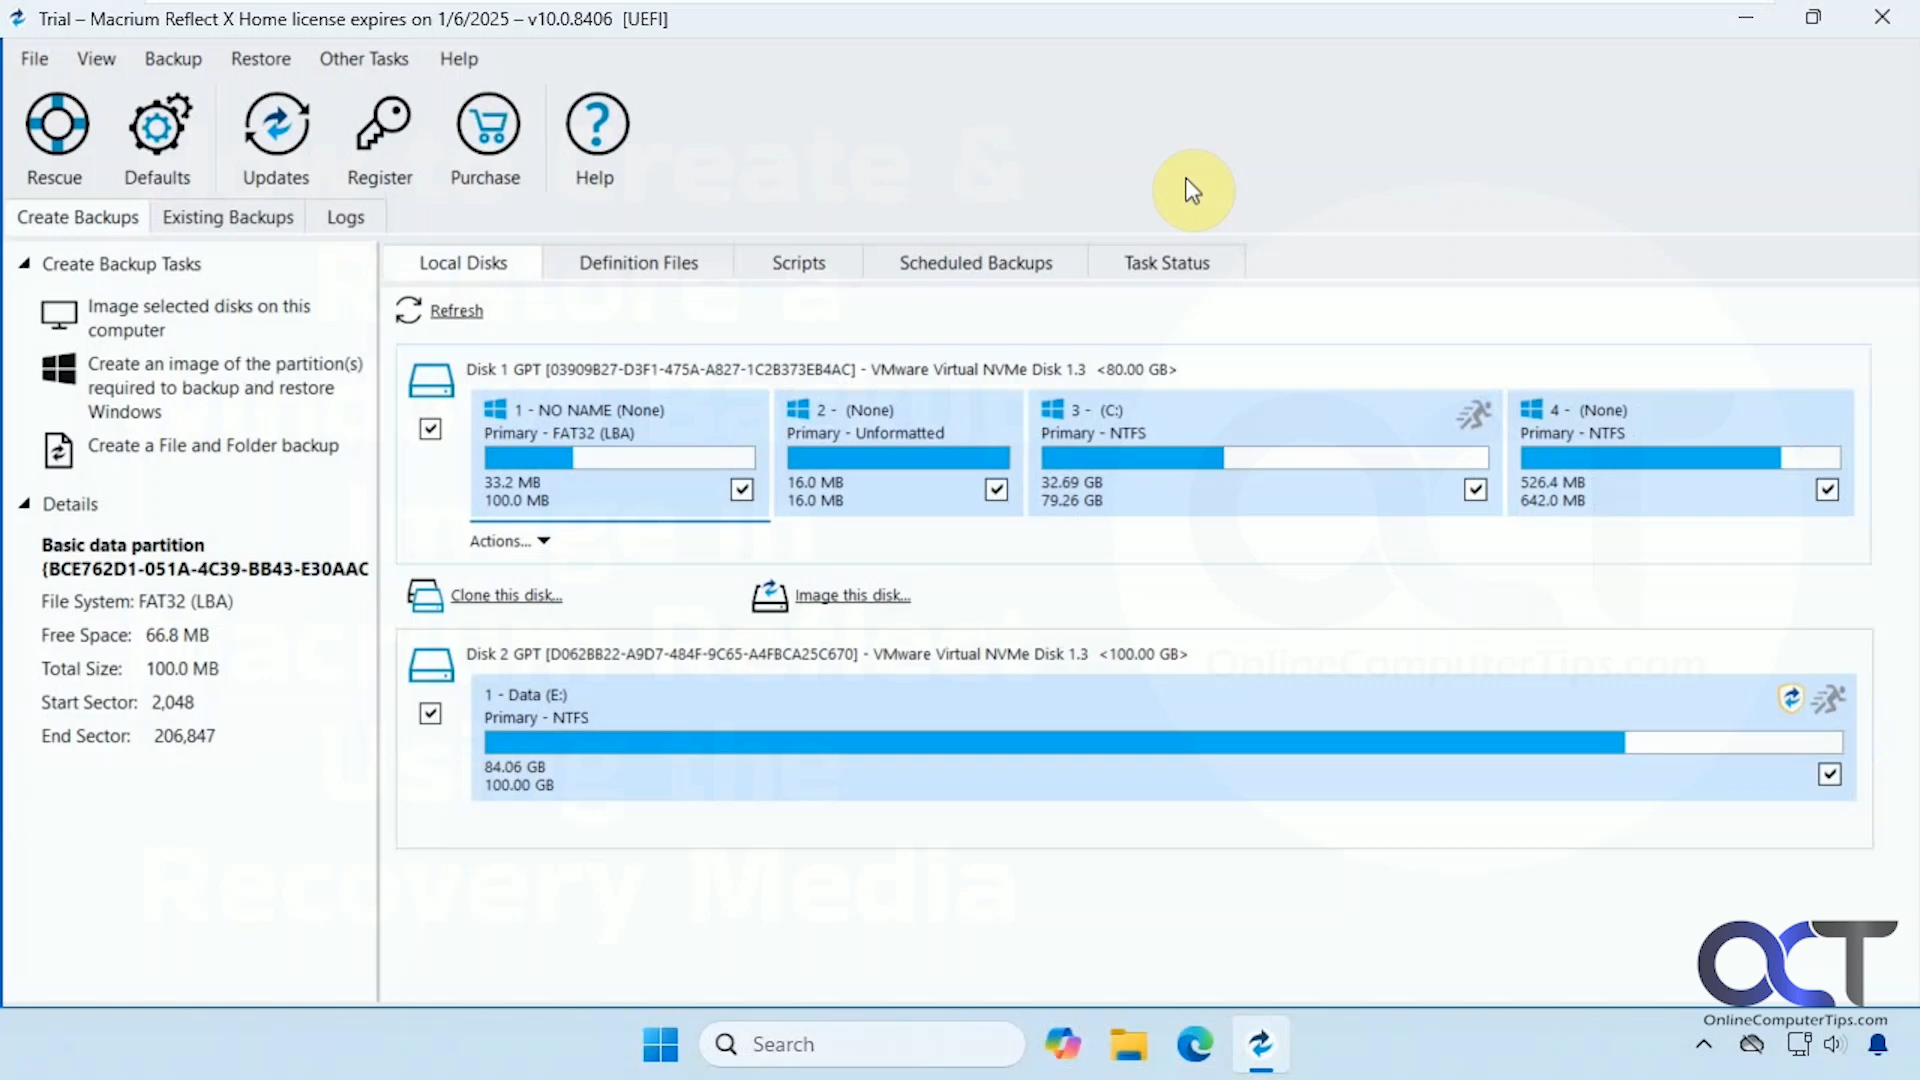 Trial – Macrium Reflect X Home license expires on 1/6/2025 – v10.0.8406 [UEFI]
File View Backup Restore Other Tasks Help
Rescue Defaults Updates Register Purchase Help
Create Backups Existing Backups Logs
Create Backup Tasks
Image selected disks on this
computer
Create an image of the partition(s)
required to backup and restore
Windows
Create a File and Folder backup
Details
Basic data partition
{BCE762D1-051A-4C39-BB43-E30AAC
File System: FAT32 (LBA)
Free Space: 66.8 MB
Total Size: 100.0 MB
Start Sector: 2,048
End Sector: 206,847
Local Disks Definition Files Scripts Scheduled Backups Task Status
Refresh
Disk 1 GPT [03909B27-D3F1-475A-A827-1C2B373EB4AC] - VMware Virtual NVMe Disk 1.3 <80.00 GB>
1 - NO NAME (None)
Primary - FAT32 (LBA)
33.2 MB
100.0 MB
2 - (None)
Primary - Unformatted
16.0 MB
16.0 MB
3 - (C:)
Primary - NTFS
32.69 GB
79.26 GB
4 - (None)
Primary - NTFS
526.4 MB
642.0 MB
Actions...
Clone this disk... Image this disk...
Disk 2 GPT [D062BB22-A9D7-484F-9C65-A4FBCA25C670] - VMware Virtual NVMe Disk 1.3 <100.00 GB>
1 - Data (E:)
Primary - NTFS
84.06 GB
100.00 GB
OnlineComputerTips.com
Using the
Recovery Media
OCT
OnlineComputerTips.com
Search